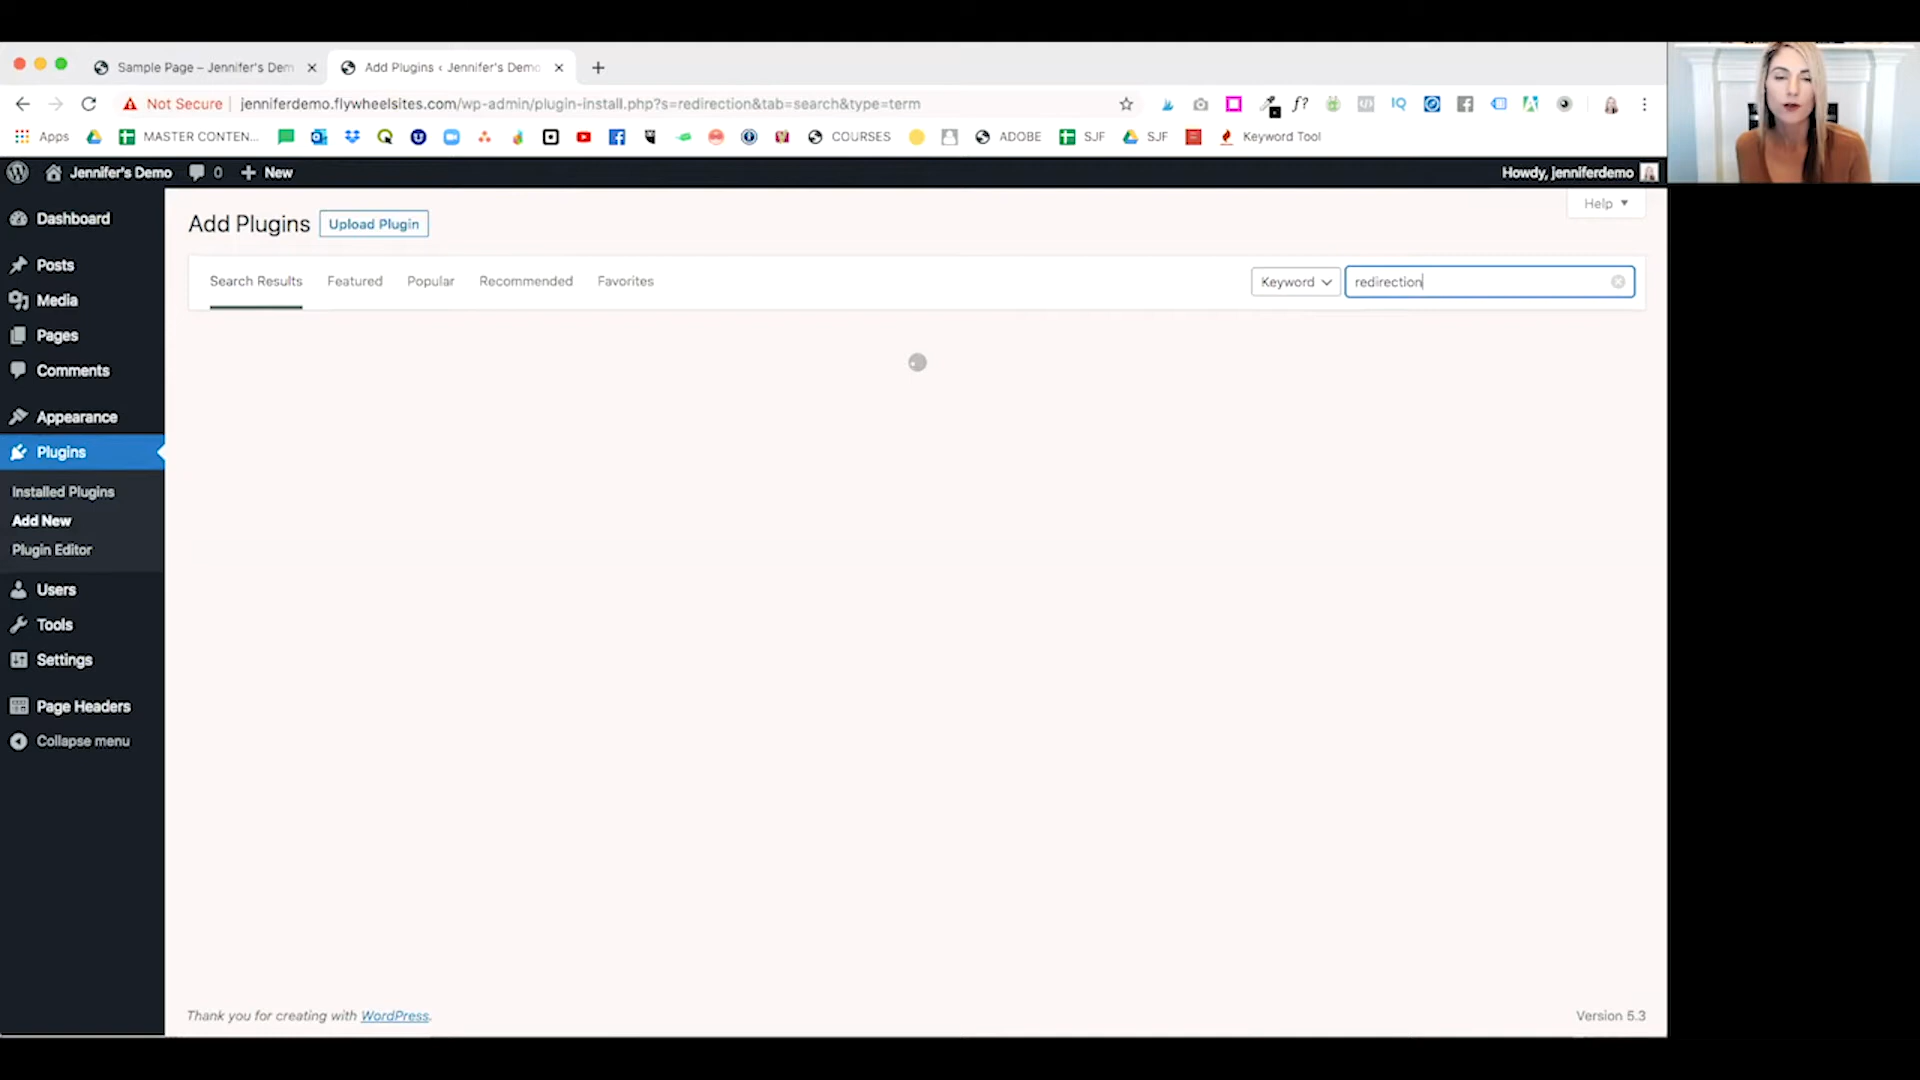 Sample Page – Jennifer's Dem
Add Plugins ‹ Jennifer's Demo
Not Secure
jenniferdemo.flywheelsites.com/wp-admin/plugin-install.php?s=redirection&tab=search&type=term
f?
IQ
Apps
MASTER CONTEN...
COURSES
ADOBE
SJF
SJF
Keyword Tool
Jennifer's Demo
0
New
Howdy, jenniferdemo
Dashboard
Posts
Media
Pages
Comments
Appearance
Plugins
Installed Plugins
Add New
Plugin Editor
Users
Tools
Settings
Page Headers
Collapse menu
Add Plugins
Upload Plugin
Help
Search Results
Featured
Popular
Recommended
Favorites
Keyword
redirection
Thank you for creating with WordPress.
Version 5.3